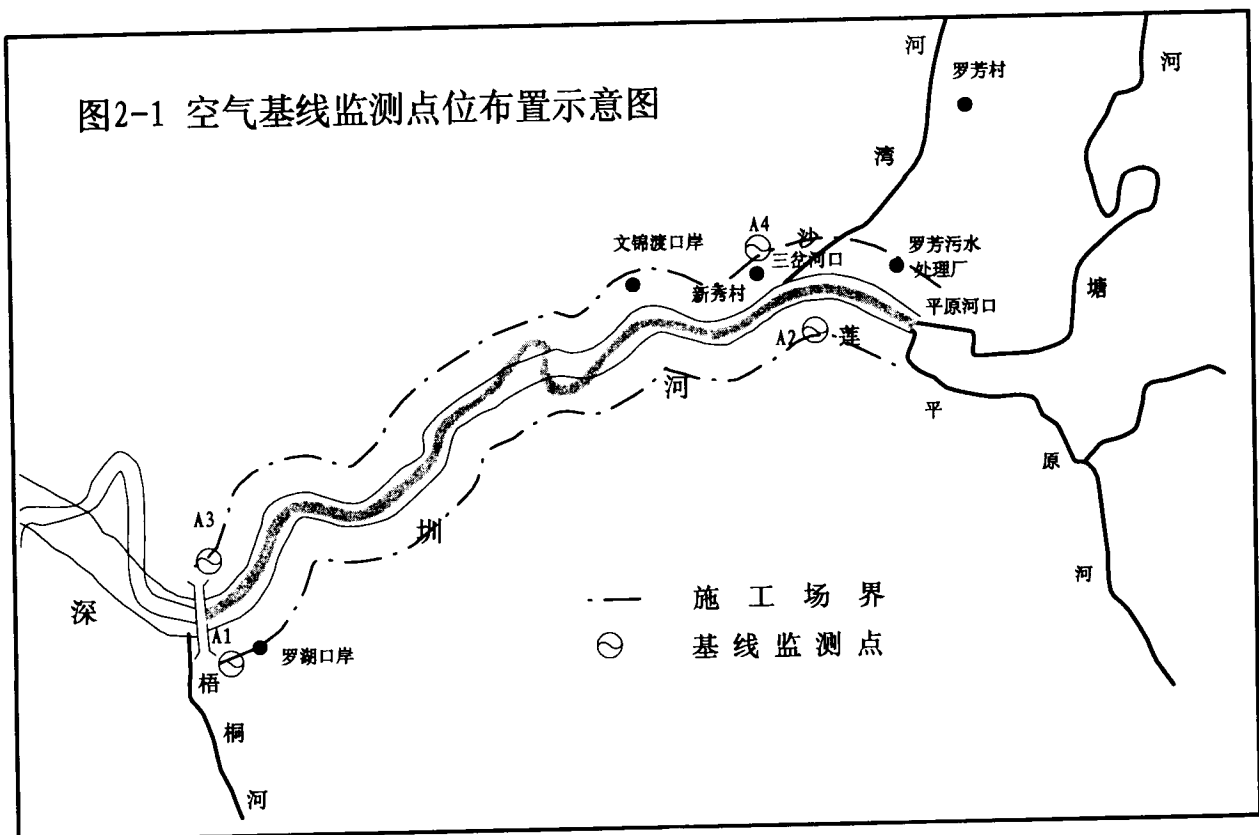 图2-1 空气基线监测点位布置示意图
河
罗芳村
河
湾
A4
沙
文锦渡口岸
三岔河口
罗芳污水
处理厂
新秀村
塘
平原河口
A2
莲
河
平
原
A3
圳
河
深
施工场界
A1
罗湖口岸
基线监测点
梧
桐
河